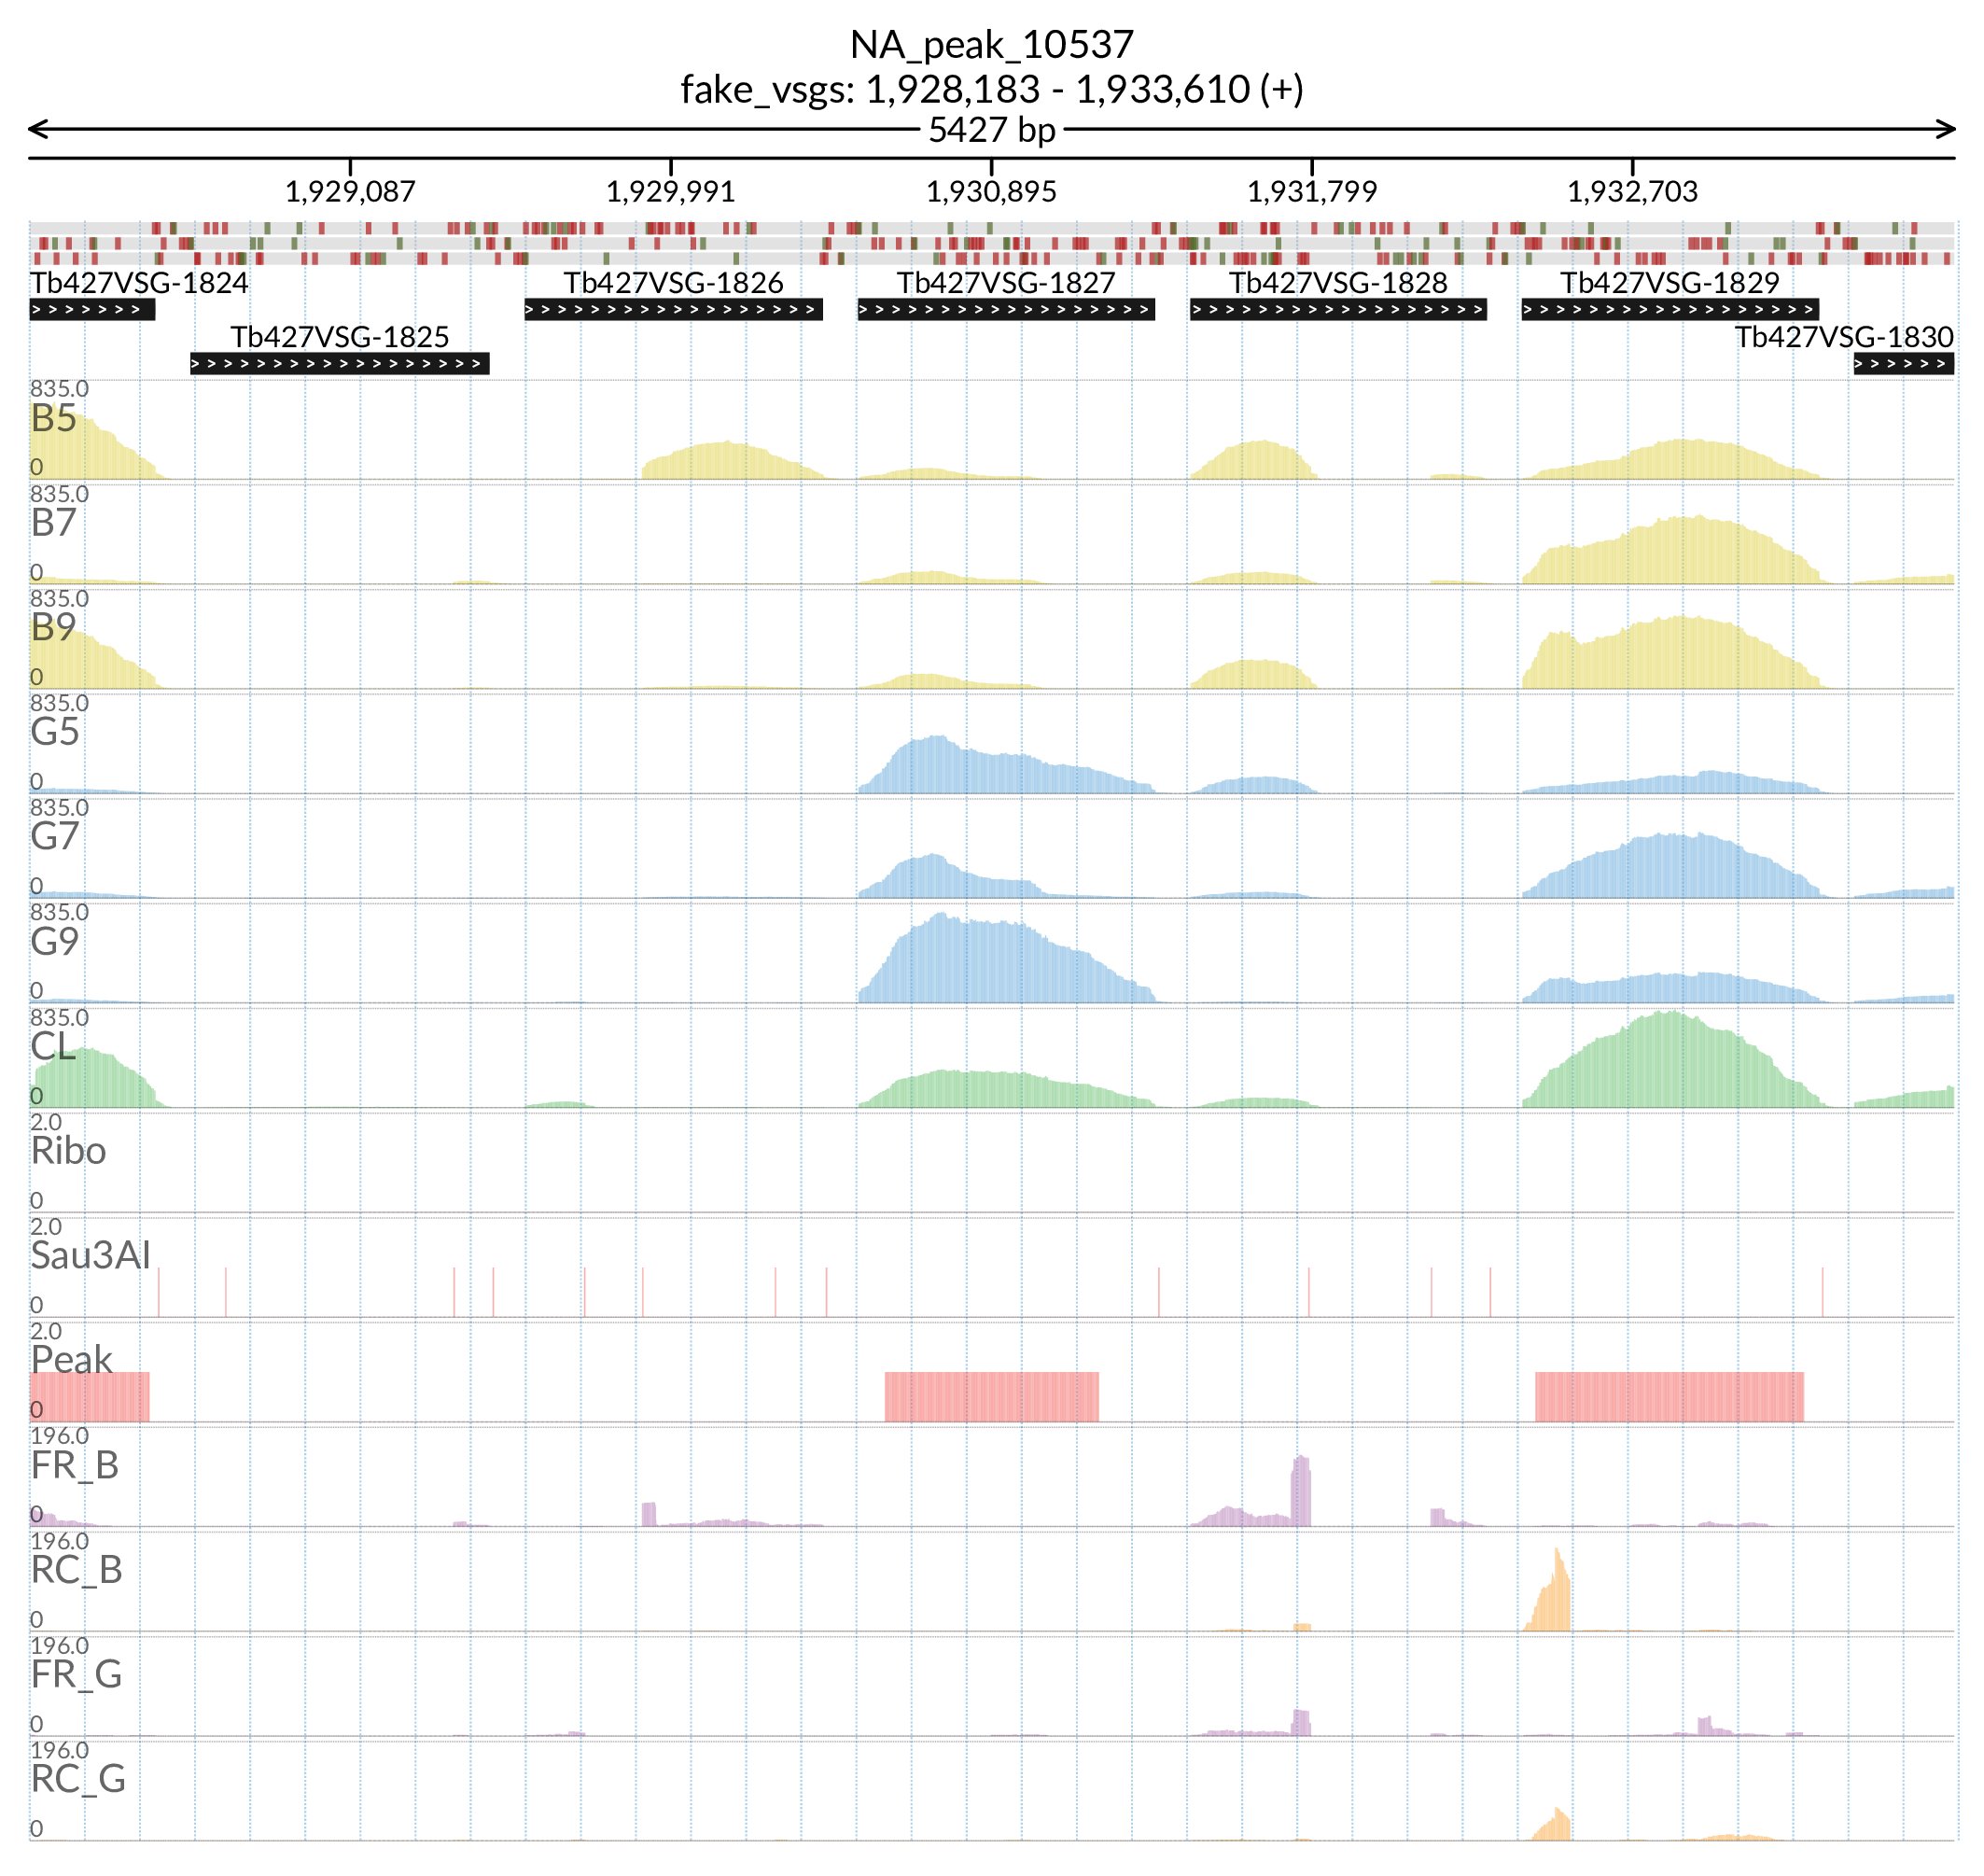 NA_peak_10537
fake_vsgs: 1,928,183 - 1,933,610 (+)
5427 bp
1,929,087 1,929,991 1,930,895 1,931,799 1,932,703
Tb427VSG-1824 Tb427VSG-1826 Tb427VSG-1827 Tb427VSG-1828 Tb427VSG-1829
Tb427VSG-1825 Tb427VSG-1830
835.0
B5
0
835.0
B7
0
835.0
B9
0
835.0
G5
0
835.0
G7
0
835.0
G9
0
835.0
CL
0
2.0
Ribo
0
2.0
Sau3AI
0
2.0
Peak
0
196.0
FR_B
0
196.0
RC_B
0
196.0
FR_G
0
196.0
RC_G
0